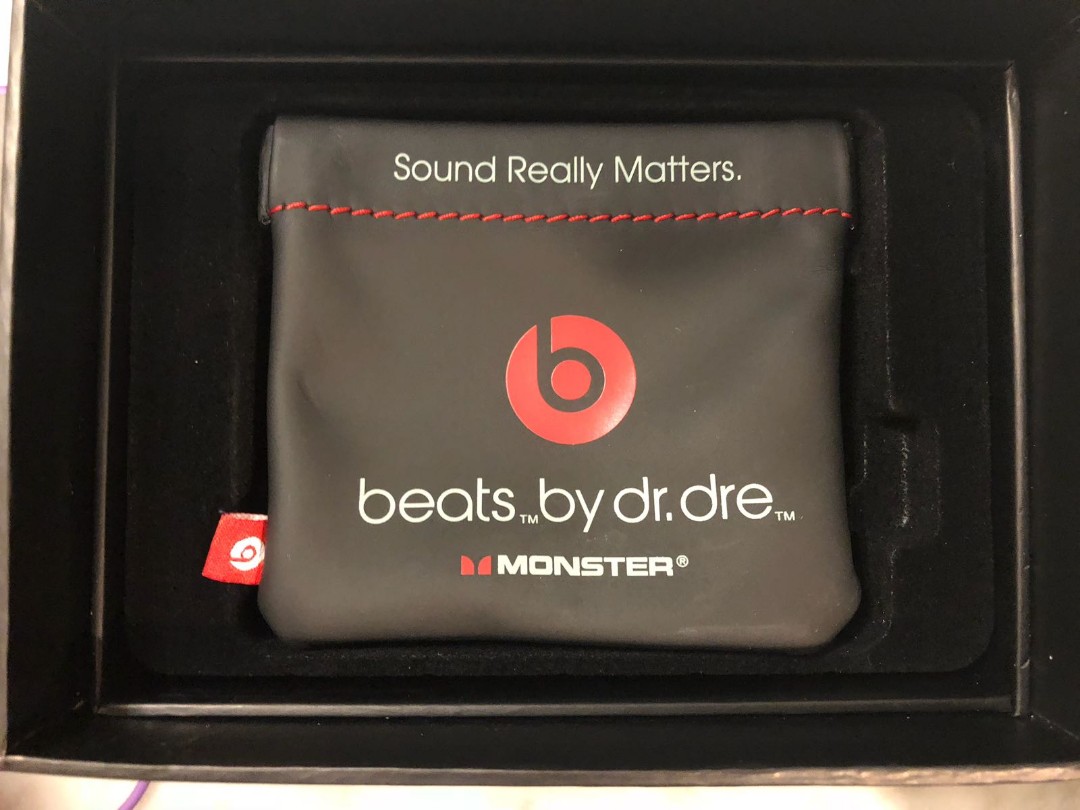 Sound Really Matters.
beats™ by dr. dre™
MONSTER®